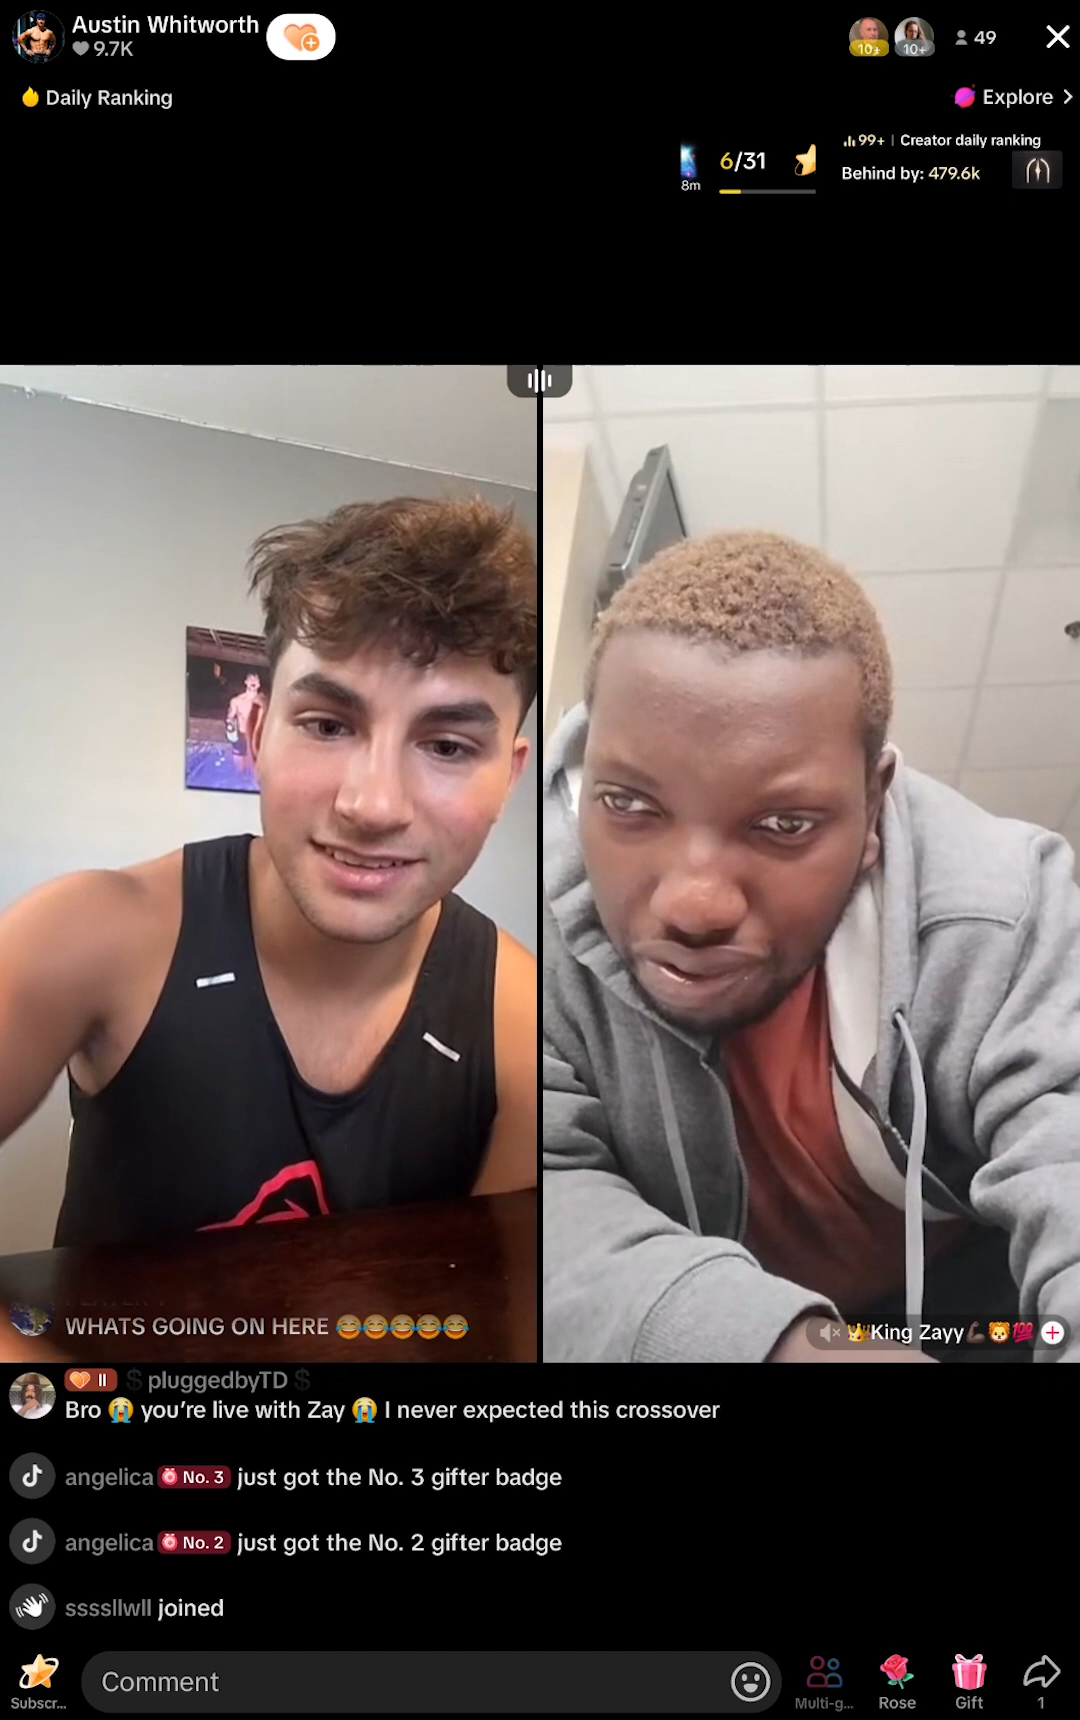 Austin Whitworth
9.7K
10+
10+
49
Daily Ranking
Explore
99+ | Creator daily ranking
6/31
8m
Behind by: 479.6k
WHATS GOING ON HERE 😂😂😂😂😂
👑King Zayy💪🏿🦁💯
II $ pluggedbyTD $
Bro 😭 you're live with Zay 😭 I never expected this crossover
angelica No. 3 just got the No. 3 gifter badge
angelica No. 2 just got the No. 2 gifter badge
ssssllwll joined
Comment
Subscr...
Multi-g...
Rose
Gift
1